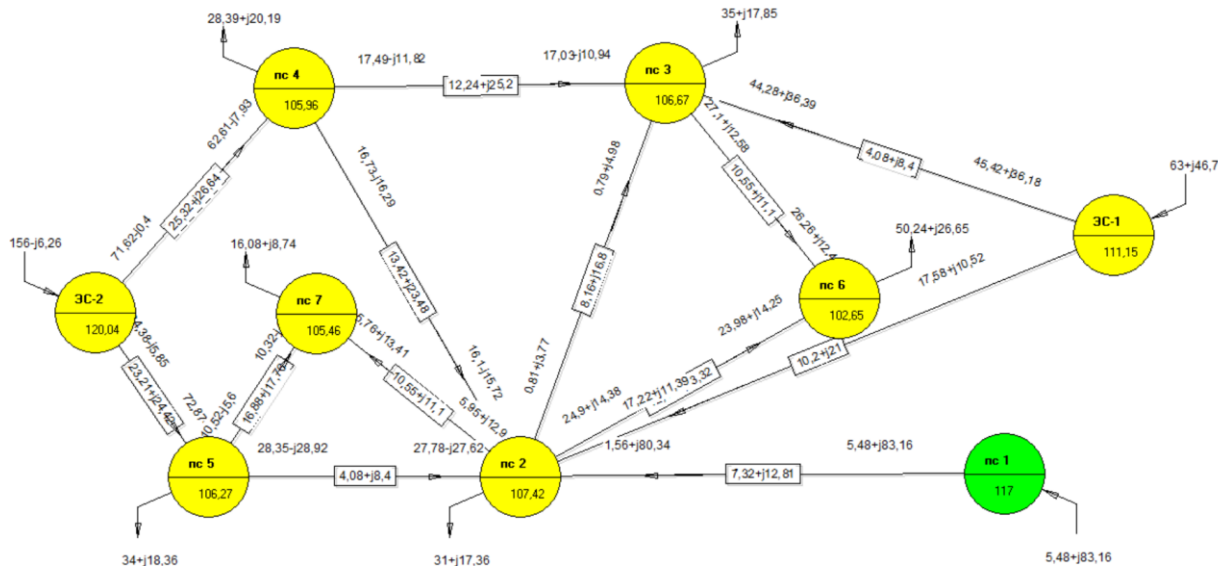 28,39+j20,19
35+j17,85
17,49-j11,82
17,03-j10,94
пс 4
105,96
12,24+j25,2
пс 3
106,67
44,28+j36,39
62,61-j7,93
27,1+j12,58
4,08+j8,4
45,42+j36,18
63+j46,7
16,73-j16,29
0,79+j4,98
10,55+j11,1
25,32+j26,64
71,62-j0,4
26,26+j12,4
50,24+j26,65
ЭС-1
111,15
156-j6,26
16,08+j8,74
13,42+j23,48
8,16+j16,8
17,58+j10,52
ЭС-2
120,04
пс 7
105,46
пс 6
102,65
4,38-j5,85
10,32-j
5,76+j13,41
23,98+j14,25
10,2+j21
23,21+j24,42
16,88+j17,76
10,55+j11,1
16,1-j15,72
0,81+j3,77
17,22+j11,39
3,32
72,87-
10,52-j5,6
5,95+j12,9
24,9+j14,38
28,35-j28,92
27,78-j27,62
1,56+j80,34
5,48+j83,16
пс 5
106,27
4,08+j8,4
пс 2
107,42
7,32+j12,81
пс 1
117
34+j18,36
31+j17,36
5,48+j83,16